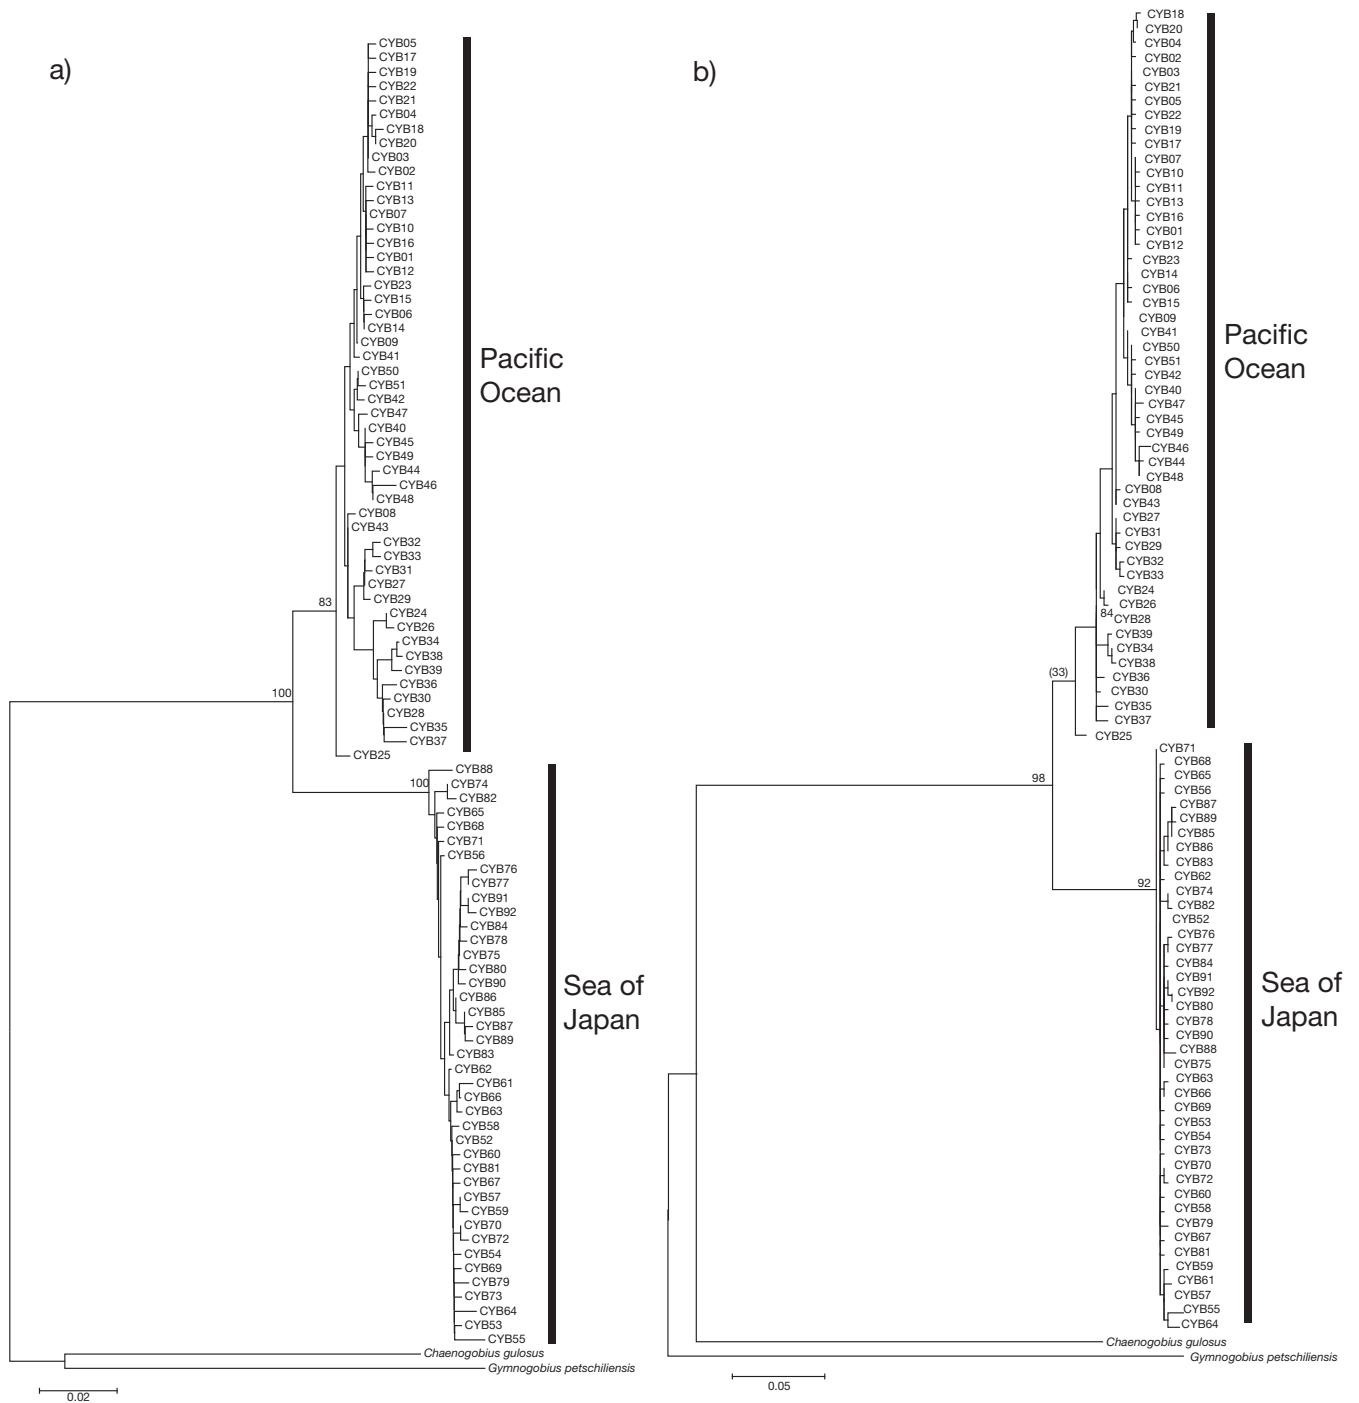 a)
CYB05
CYB17
CYB19
CYB22
CYB21
CYB04
CYB18
CYB20
CYB03
CYB02
CYB11
CYB13
CYB07
CYB10
CYB16
CYB01
CYB12
CYB23
CYB15
CYB06
CYB14
CYB09
CYB41
CYB50
CYB51
CYB42
CYB47
CYB40
CYB45
CYB49
CYB44
CYB46
CYB48
CYB08
CYB43
CYB32
CYB33
CYB31
CYB27
CYB29
CYB24
CYB26
CYB34
CYB38
CYB39
CYB36
CYB30
CYB28
CYB35
CYB37
CYB25
83
100
Pacific
Ocean
100
CYB88
CYB74
CYB82
CYB65
CYB68
CYB71
CYB56
CYB76
CYB77
CYB91
CYB92
CYB84
CYB78
CYB75
CYB80
CYB90
CYB86
CYB85
CYB87
CYB89
CYB83
CYB62
CYB61
CYB66
CYB63
CYB58
CYB52
CYB60
CYB81
CYB67
CYB57
CYB59
CYB70
CYB72
CYB54
CYB69
CYB79
CYB73
CYB64
CYB53
CYB55
Sea of
Japan
Chaenogobius gulosus
Gymnogobius petschiliensis
0.02
b)
CYB18
CYB20
CYB04
CYB02
CYB03
CYB21
CYB05
CYB22
CYB19
CYB17
CYB07
CYB10
CYB11
CYB13
CYB16
CYB01
CYB12
CYB23
CYB14
CYB06
CYB15
CYB09
CYB41
CYB50
CYB51
CYB42
CYB40
CYB47
CYB45
CYB49
CYB46
CYB44
CYB48
CYB08
CYB43
CYB27
CYB31
CYB29
CYB32
CYB33
CYB24
CYB26
84
CYB28
CYB39
CYB34
CYB38
CYB36
CYB30
CYB35
CYB37
CYB25
(33)
98
Pacific
Ocean
92
CYB71
CYB68
CYB65
CYB56
CYB87
CYB89
CYB85
CYB86
CYB83
CYB62
CYB74
CYB82
CYB52
CYB76
CYB77
CYB84
CYB91
CYB92
CYB80
CYB78
CYB90
CYB88
CYB75
CYB63
CYB66
CYB69
CYB53
CYB54
CYB73
CYB70
CYB72
CYB60
CYB58
CYB79
CYB67
CYB81
CYB59
CYB61
CYB57
CYB55
CYB64
Sea of
Japan
Chaenogobius gulosus
Gymnogobius petschiliensis
0.05